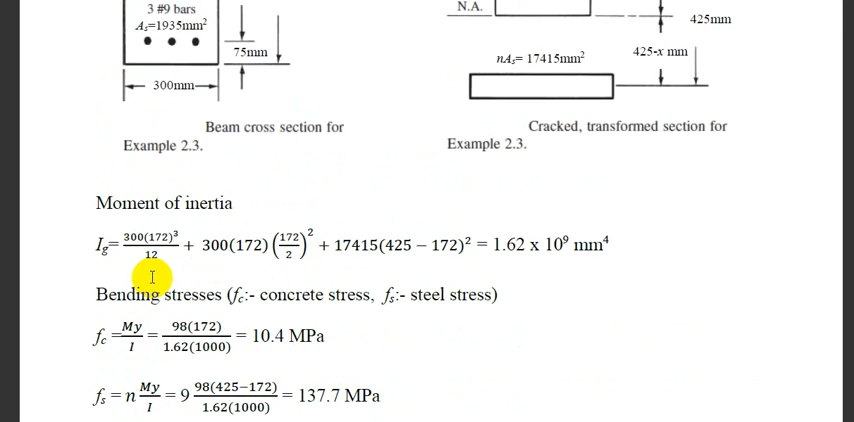 3 #9 bars
As=1935mm²
75mm
300mm
N.A.
425mm
nAs= 17415mm²
425-x mm
Beam cross section for
Example 2.3.
Cracked, transformed section for
Example 2.3.
Moment of inertia
Ig= 300(172)³/12 + 300(172) (172/2)² + 17415(425 − 172)² = 1.62 x 10⁹ mm⁴
Bending stresses (fc:- concrete stress, fs:- steel stress)
fc = My/I = 98(172)/1.62(1000) = 10.4 MPa
fs = n My/I = 9 98(425−172)/1.62(1000) = 137.7 MPa